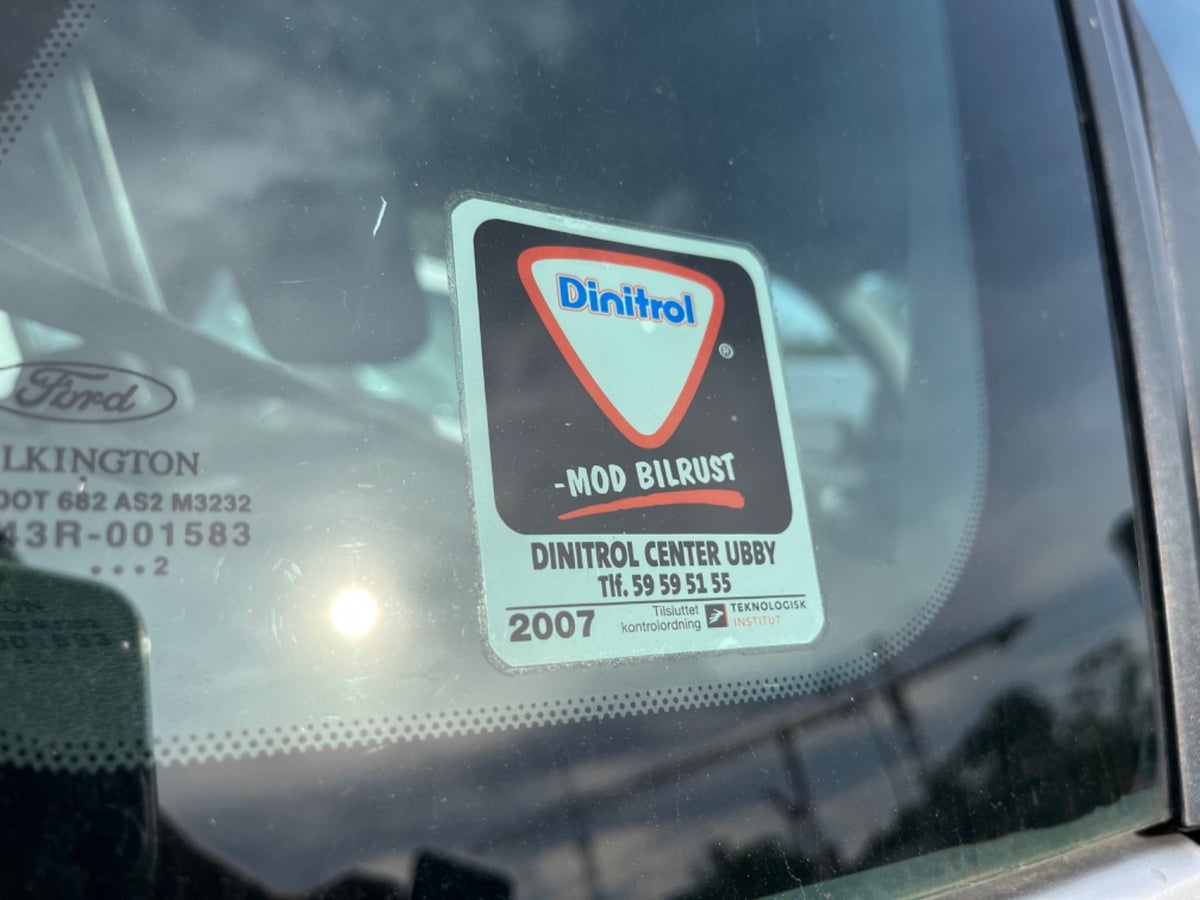 Dinitrol
®
-MOD BILRUST
DINITROL CENTER UBBY
Tlf. 59 59 51 55
2007
Tilsluttet
kontrolordning
TEKNOLOGISK
INSTITUT
Ford
LKINGTON
DOT 682 AS2 M3232
43R-001583
•••2